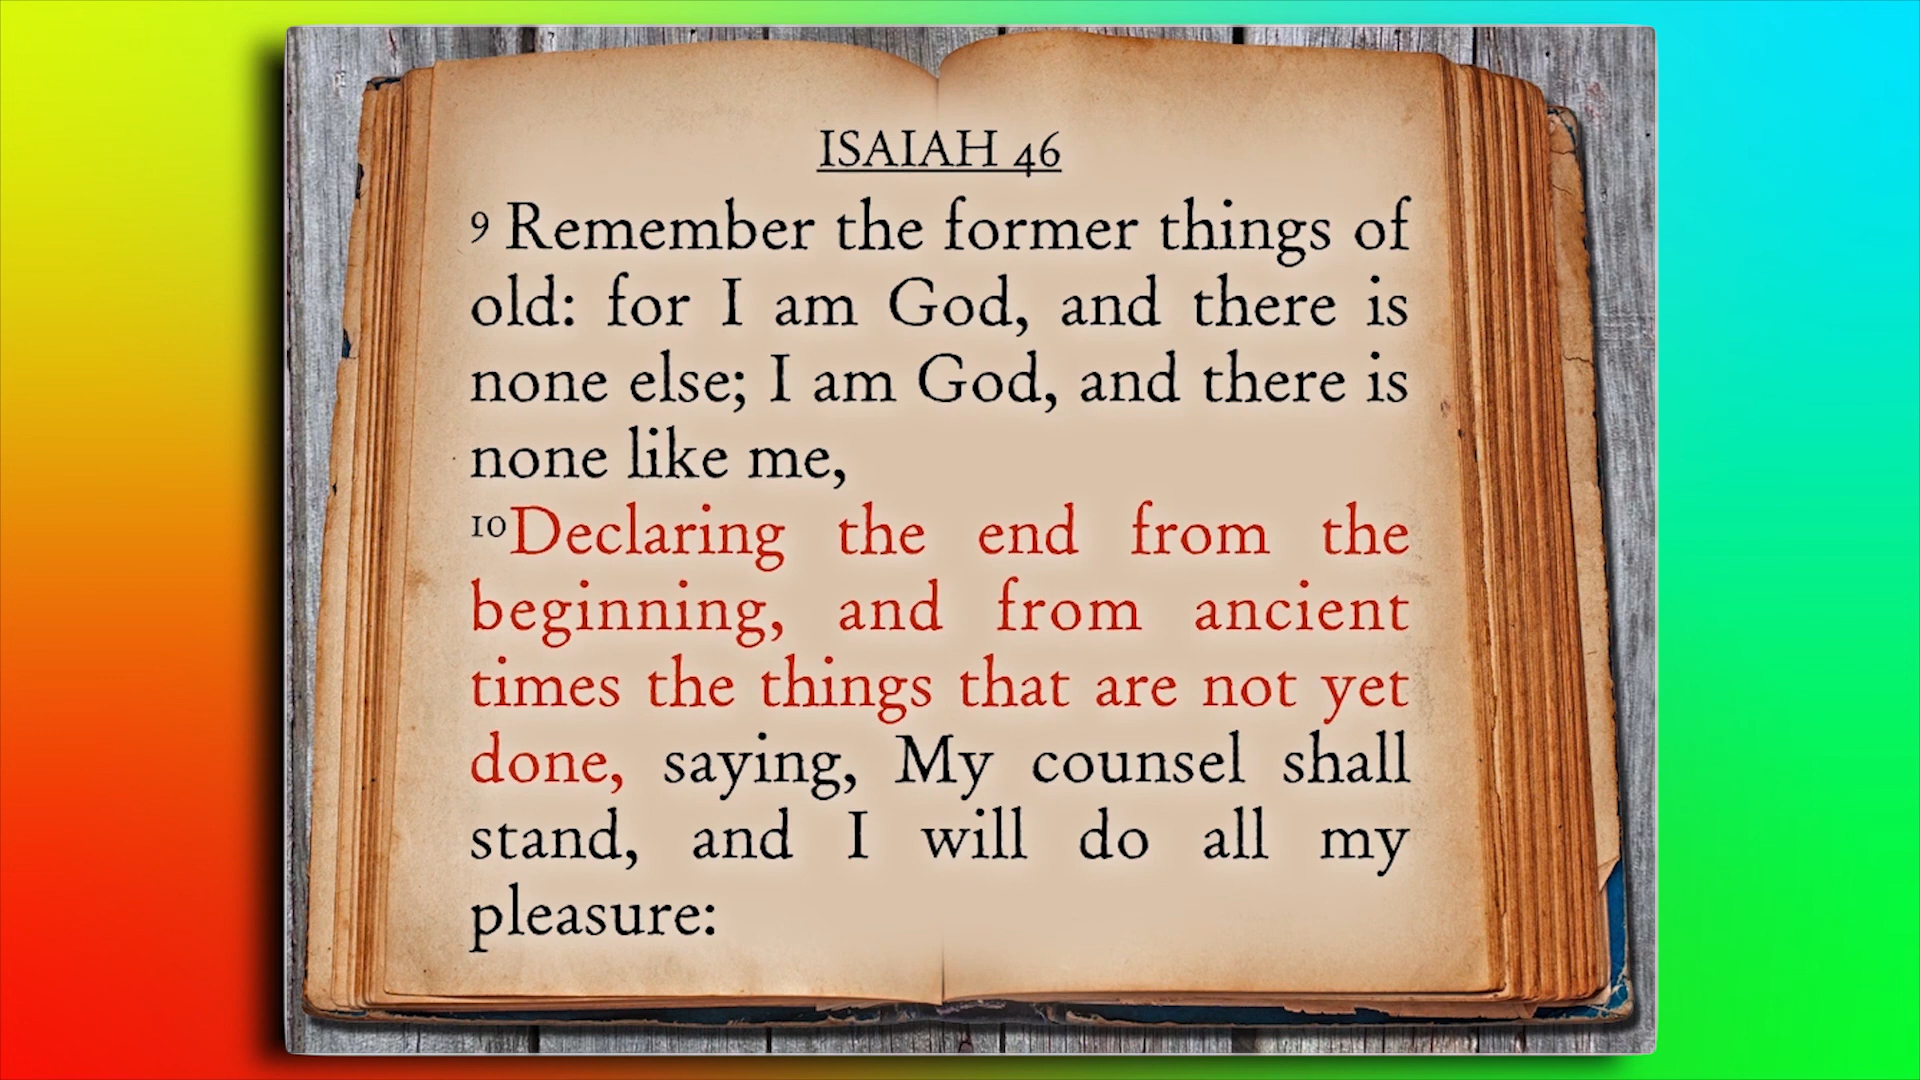 ISAIAH 46
9 Remember the former things of
old: for I am God, and there is
none else; I am God, and there is
none like me,
10 Declaring the end from the
beginning, and from ancient
times the things that are not yet
done, saying, My counsel shall
stand, and I will do all my
pleasure: